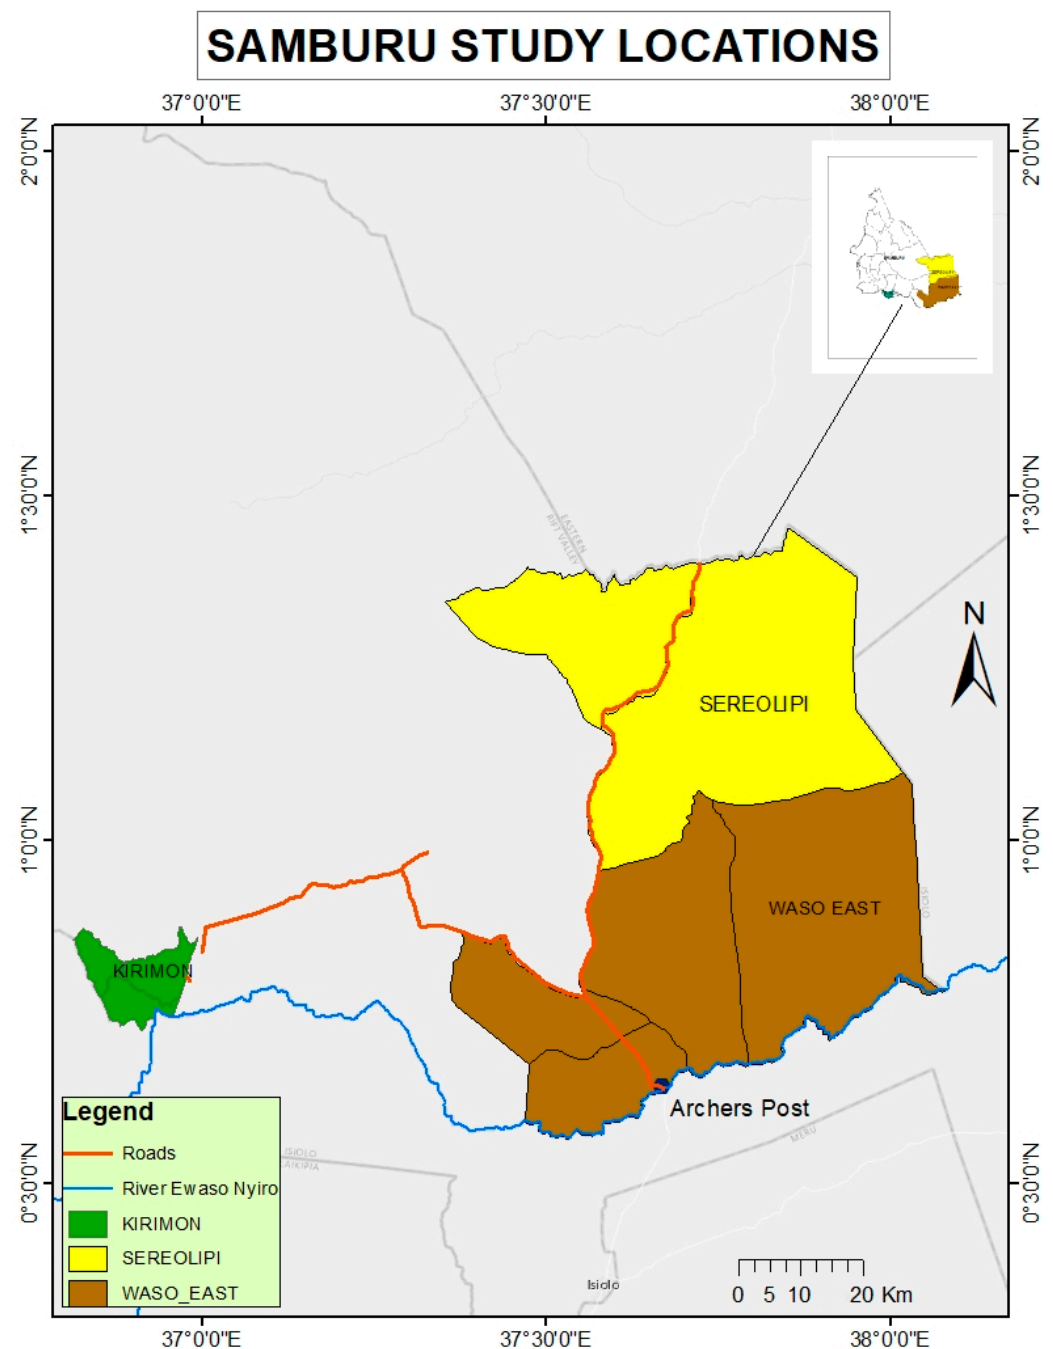 SAMBURU STUDY LOCATIONS
37°0'0"E
37°30'0"E
38°0'0"E
2°0'0"N
2°0'0"N
1°30'0"N
1°30'0"N
EASTERN
RIFT VALLEY
N
SEREOLIPI
1°0'0"N
1°0'0"N
WASO EAST
ISIOLO
KIRIMON
Archers Post
MERU
ISIOLO
LAIKIPIA
0°30'0"N
0°30'0"N
Legend
Roads
River Ewaso Nyiro
KIRIMON
SEREOLIPI
WASO_EAST
Isiolo
0 5 10 20 Km
37°0'0"E
37°30'0"E
38°0'0"E